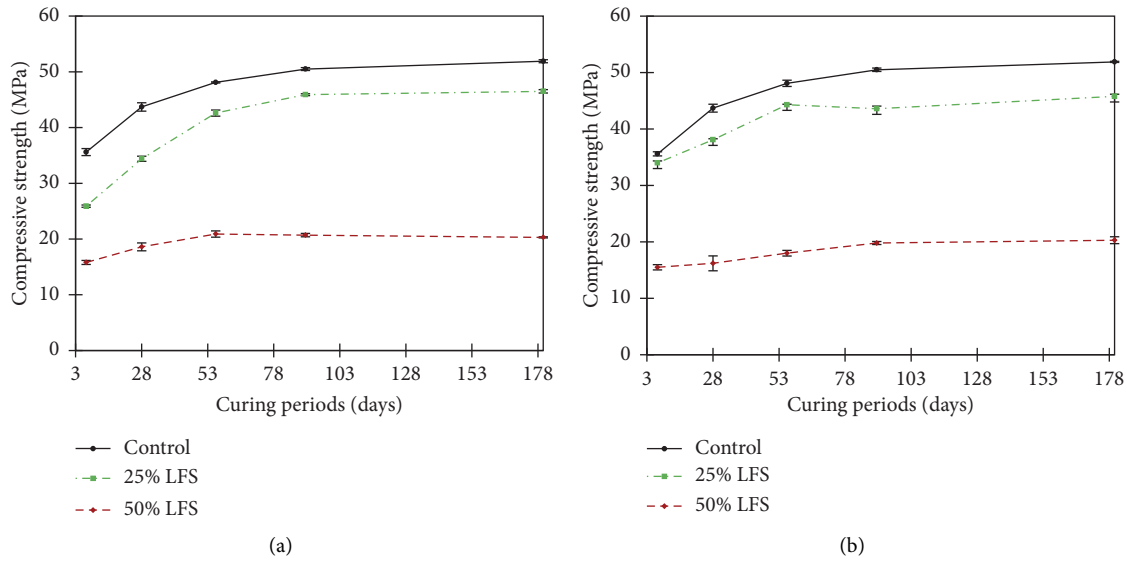 60
50
40
30
20
10
0
Compressive strength (MPa)
3 28 53 78 103 128 153 178
Curing periods (days)
Control
25% LFS
50% LFS
(a)
60
50
40
30
20
10
0
Compressive strength (MPa)
3 28 53 78 103 128 153 178
Curing periods (days)
Control
25% LFS
50% LFS
(b)